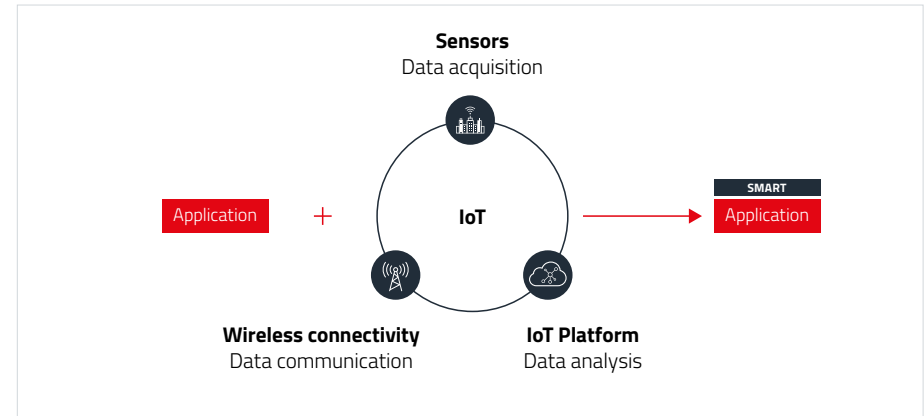 Sensors
Data acquisition
SMART
Application
+
IoT
Application
Wireless connectivity
Data communication
IoT Platform
Data analysis